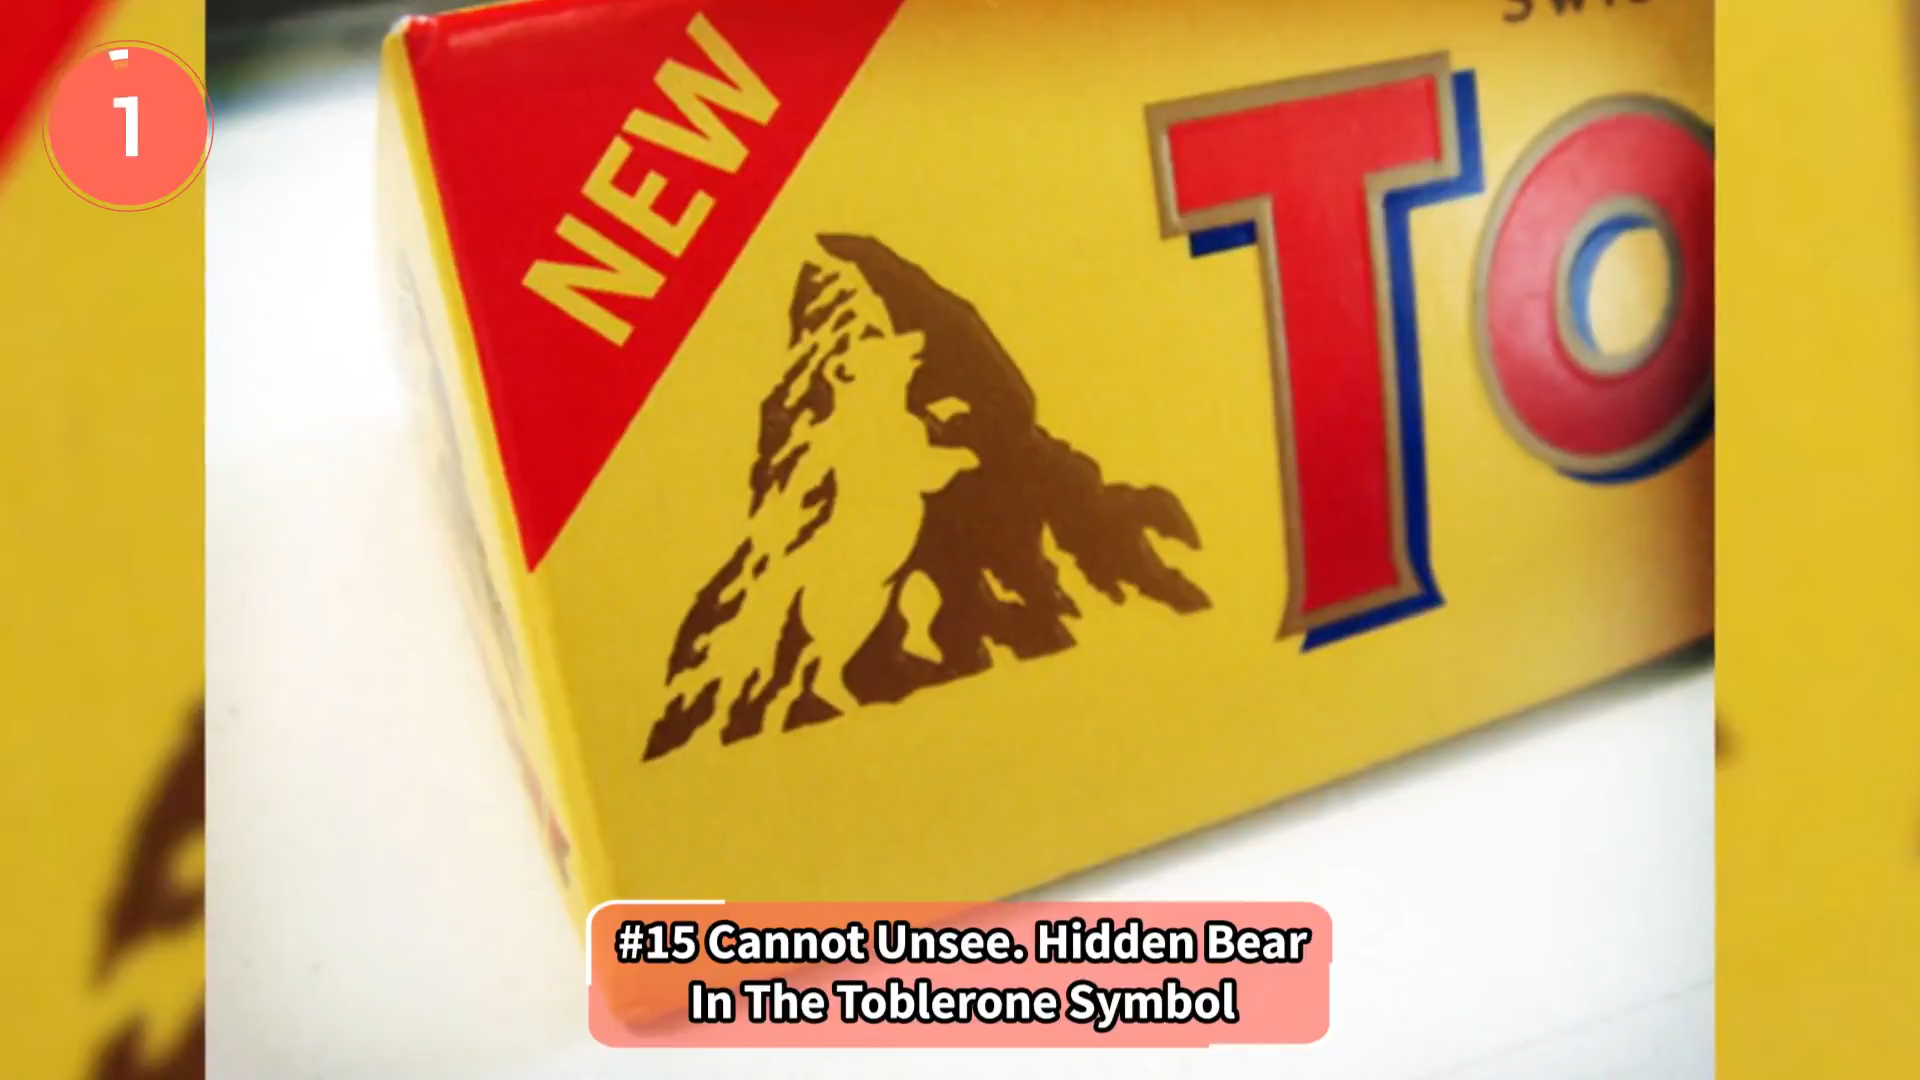 1
NEW
TO
#15 Cannot Unsee. Hidden Bear
In The Toblerone Symbol